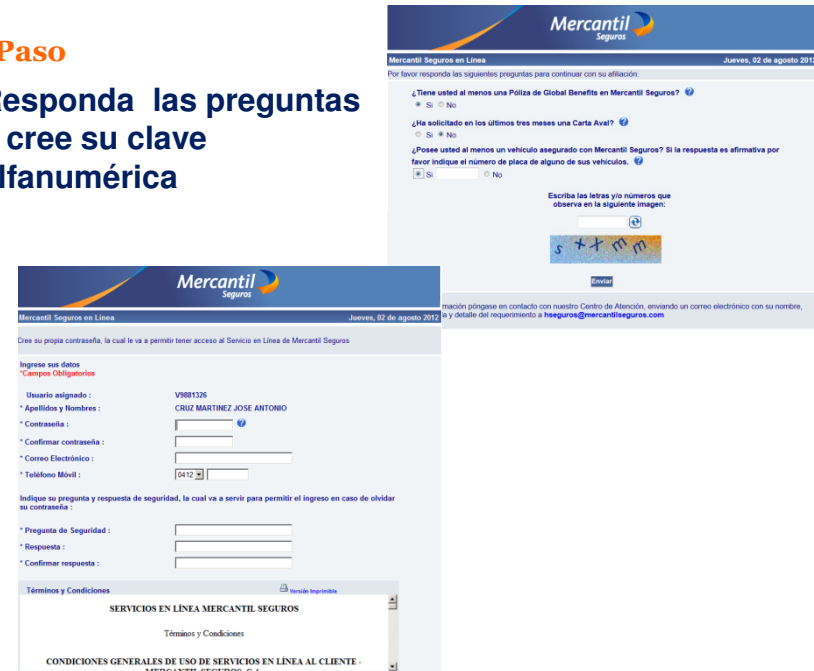 Paso
Responda las preguntas
cree su clave
lfanumérica
Mercantil
Seguros
Mercantil Seguros en Línea Jueves, 02 de agosto 2012
Por favor responda las siguientes preguntas para continuar con su afiliación:
¿Tiene usted al menos una Póliza de Global Benefits en Mercantil Seguros? ?
Si No
¿Ha solicitado en los últimos tres meses una Carta Aval? ?
Si No
¿Posee usted al menos un vehículo asegurado con Mercantil Seguros? Si la respuesta es afirmativa por
favor indique el número de placa de alguno de sus vehículos. ?
Si No
Escriba las letras y/o números que
observa en la siguiente imagen:
s x x m m
Enviar
mación póngase en contacto con nuestro Centro de Atención, enviando un correo electrónico con su nombre,
a y detalle del requerimiento a hseguros@mercantilseguros.com
Mercantil
Seguros
Mercantil Seguros en Línea Jueves, 02 de agosto 2012
Cree su propia contraseña, la cual le va a permitir tener acceso al Servicio en Línea de Mercantil Seguros
Ingrese sus datos
*Campos Obligatorios
Usuario asignado : V9881326
* Apellidos y Nombres : CRUZ MARTINEZ JOSE ANTONIO
* Contraseña : ?
* Confirmar contraseña :
* Correo Electrónico :
* Teléfono Móvil : 0412
Indique su pregunta y respuesta de seguridad, la cual va a servir para permitir el ingreso en caso de olvidar
su contraseña :
* Pregunta de Seguridad :
* Respuesta :
* Confirmar respuesta :
Términos y Condiciones Versión Imprimible
SERVICIOS EN LÍNEA MERCANTIL SEGUROS
Términos y Condiciones
CONDICIONES GENERALES DE USO DE SERVICIOS EN LÍNEA AL CLIENTE -
MERCANTIL SEGUROS, C.A.